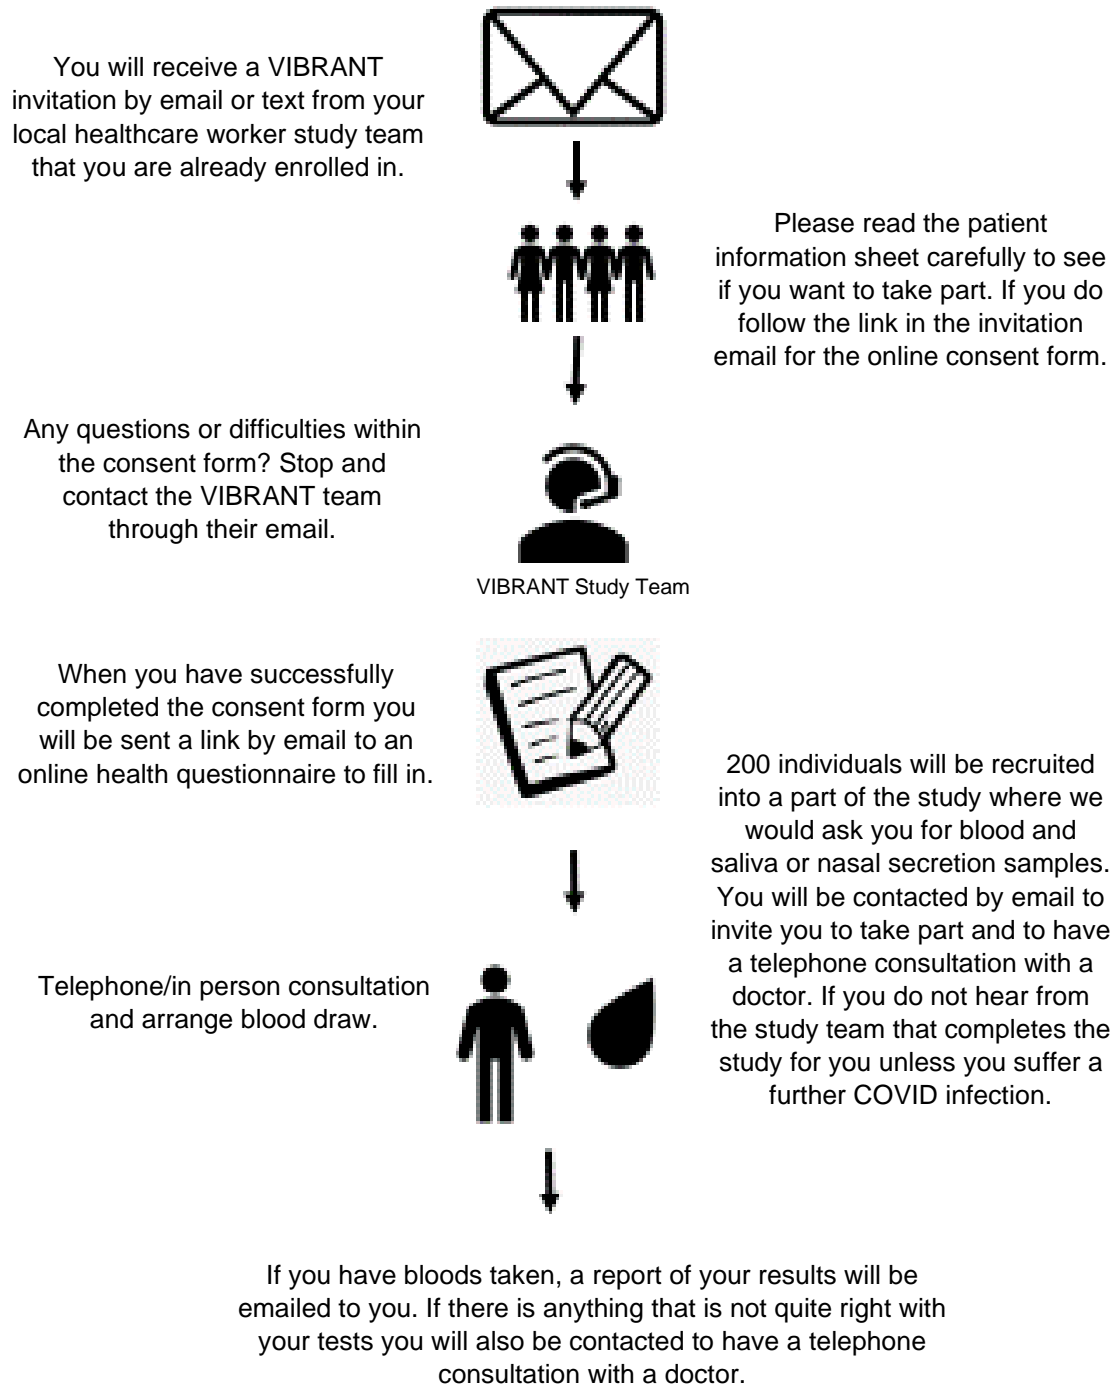 You will receive a VIBRANT
invitation by email or text from your
local healthcare worker study team
that you are already enrolled in.
Please read the patient
information sheet carefully to see
if you want to take part. If you do
follow the link in the invitation
email for the online consent form.
Any questions or difficulties within
the consent form? Stop and
contact the VIBRANT team
through their email.
VIBRANT Study Team
When you have successfully
completed the consent form you
will be sent a link by email to an
online health questionnaire to fill in.
200 individuals will be recruited
into a part of the study where we
would ask you for blood and
saliva or nasal secretion samples.
You will be contacted by email to
invite you to take part and to have
a telephone consultation with a
doctor. If you do not hear from
the study team that completes the
study for you unless you suffer a
further COVID infection.
Telephone/in person consultation
and arrange blood draw.
If you have bloods taken, a report of your results will be
emailed to you. If there is anything that is not quite right with
your tests you will also be contacted to have a telephone
consultation with a doctor.